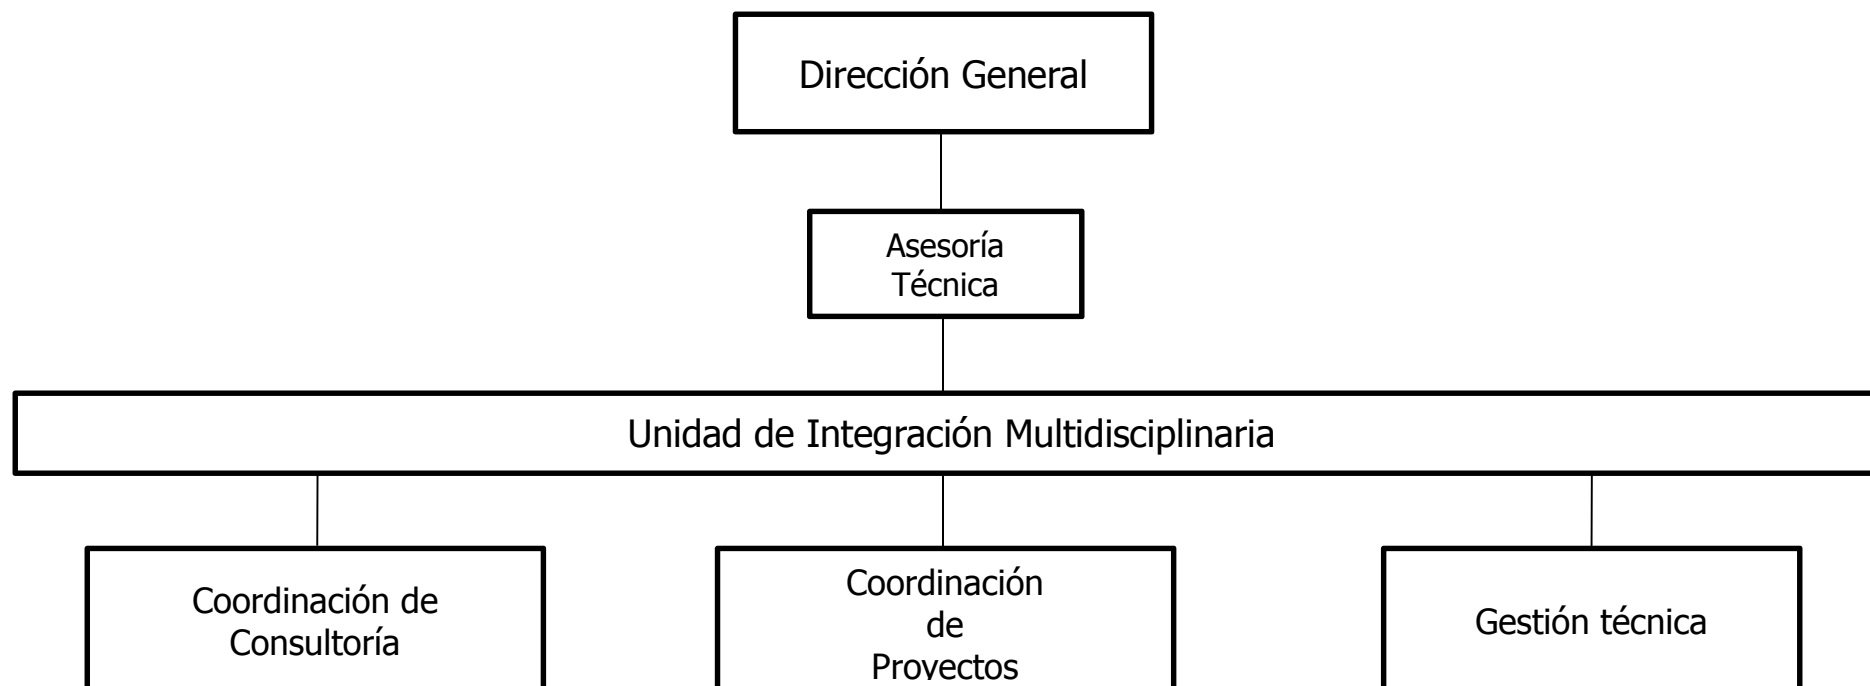 Dirección General
Asesoría
Técnica
Unidad de Integración Multidisciplinaria
Coordinación de
Consultoría
Coordinación
de
Proyectos
Gestión técnica